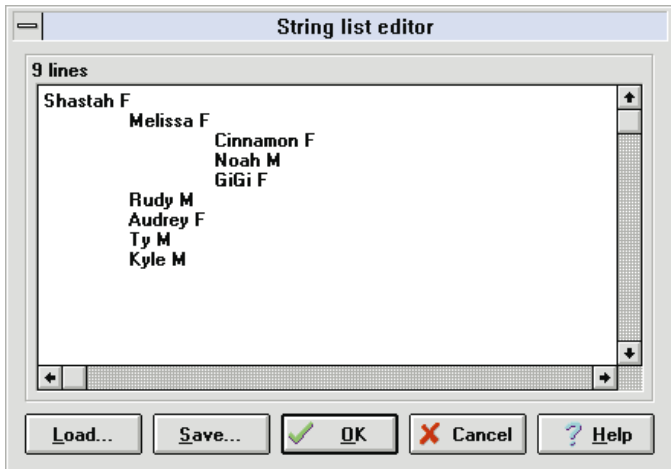 String list editor
9 lines
Shastah F
Melissa F
Cinnamon F
Noah M
GiGi F
Rudy M
Audrey F
Ty M
Kyle M
Load... Save... OK Cancel Help